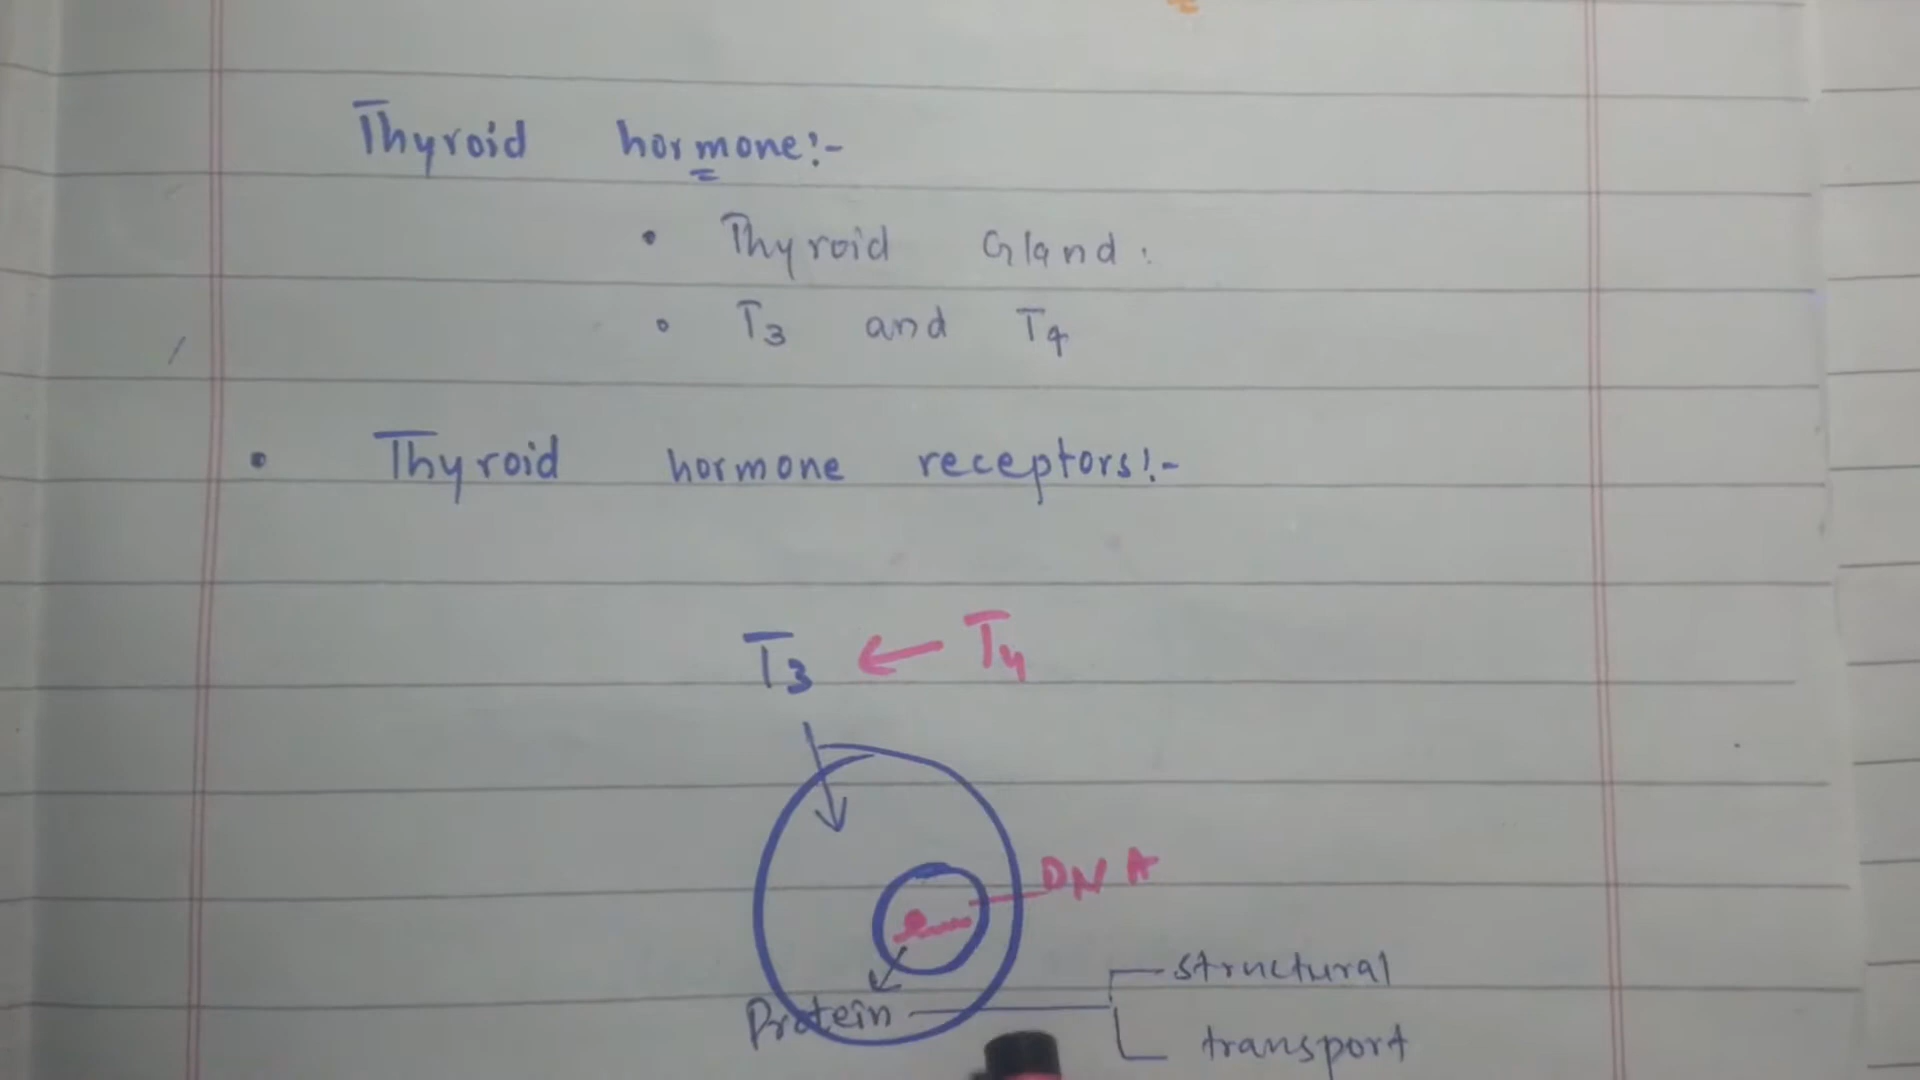 Thyroid hormone:-
• Thyroid Gland.
• T3 and T4
• Thyroid hormone receptors:-
T3 ← T4
DNA
structural
Protein
transport